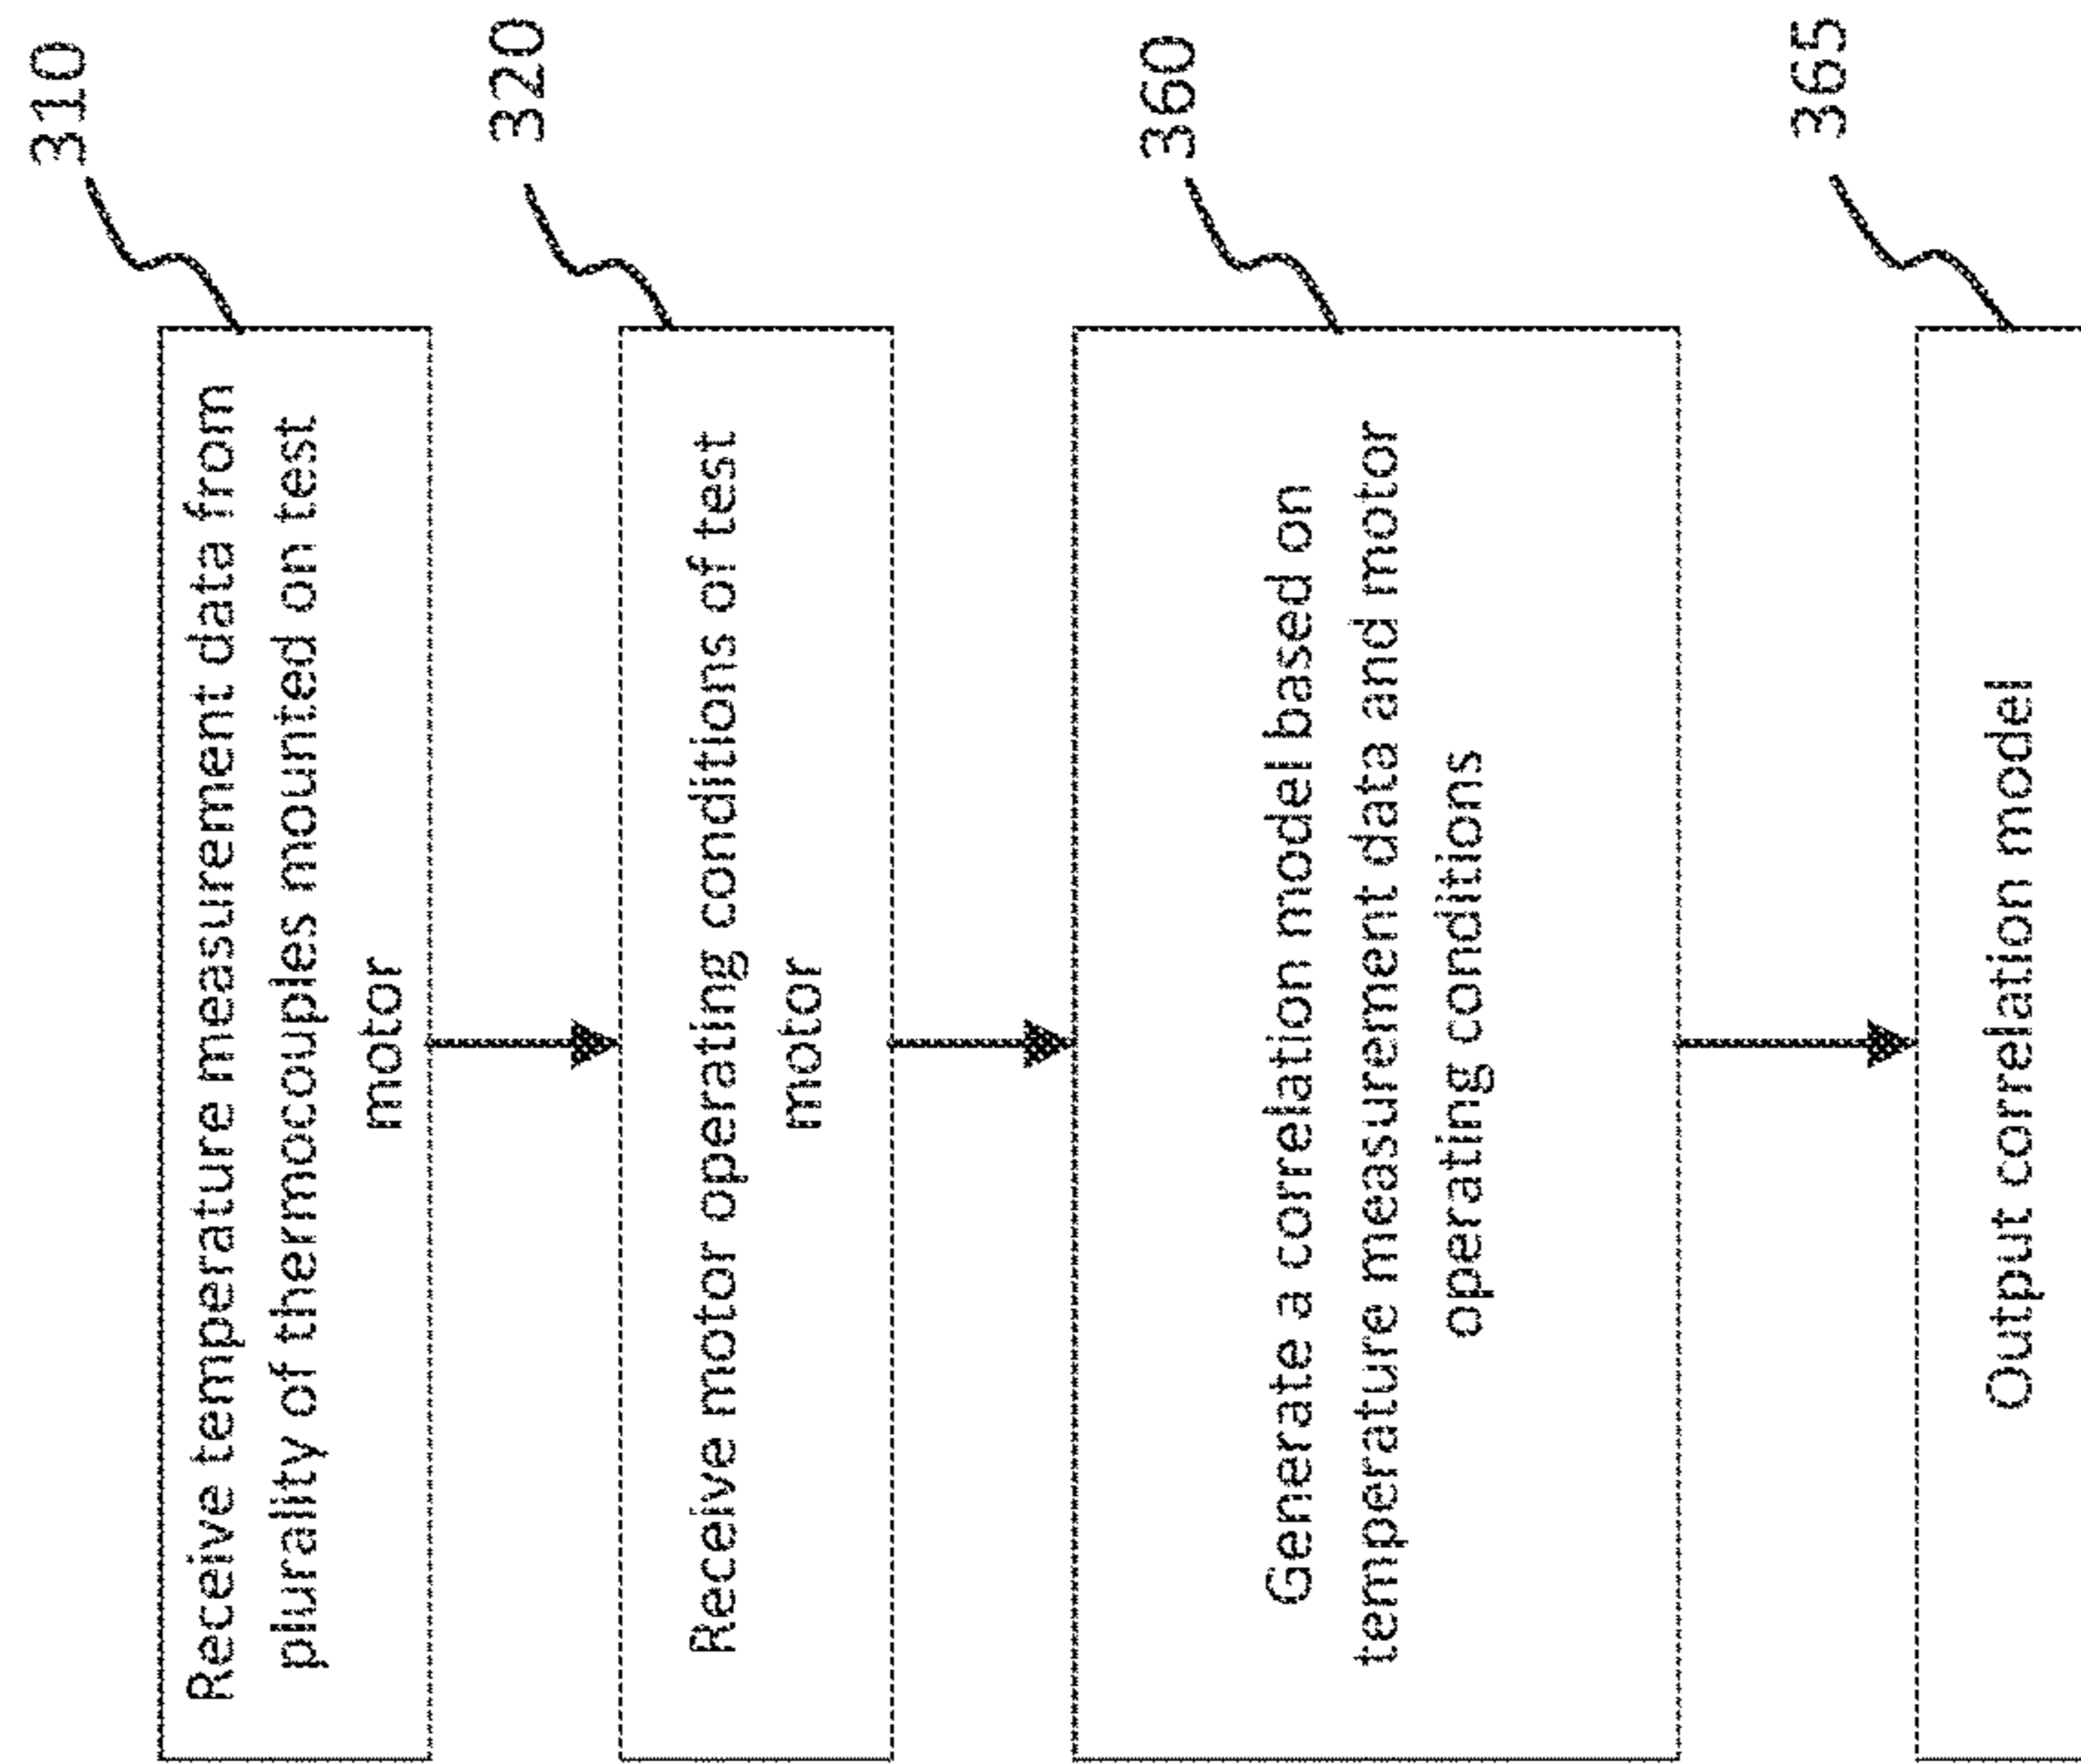 310
Receive temperature measurement data from
plurality of thermocouples mounted on test
motor
320
Receive motor operating conditions of test
motor
360
Generate a correlation model based on
temperature measurement data and motor
operating conditions
365
Output correlation model